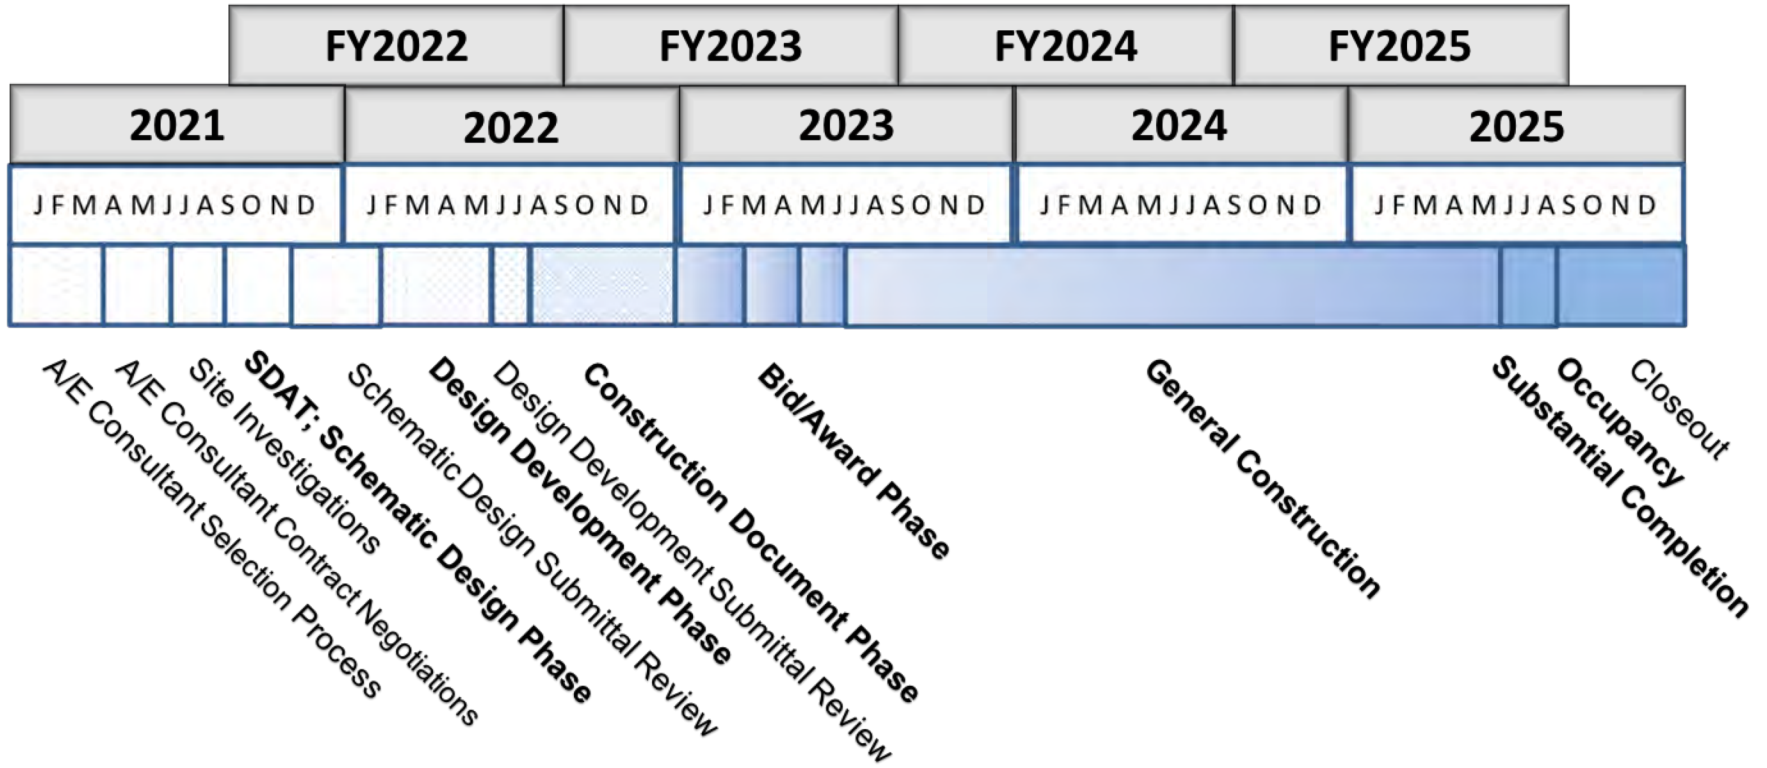 FY2022 FY2023 FY2024 FY2025
2021 2022 2023 2024 2025
J F M A M J J A S O N D J F M A M J J A S O N D J F M A M J J A S O N D J F M A M J J A S O N D J F M A M J J A S O N D
A/E Consultant Selection Process
A/E Consultant Contract Negotiations
Site Investigations
SDAT; Schematic Design Phase
Schematic Design Submittal Review
Design Development Phase
Design Development Submittal Review
Construction Document Phase
Bid/Award Phase
General Construction
Substantial Completion
Occupancy
Closeout